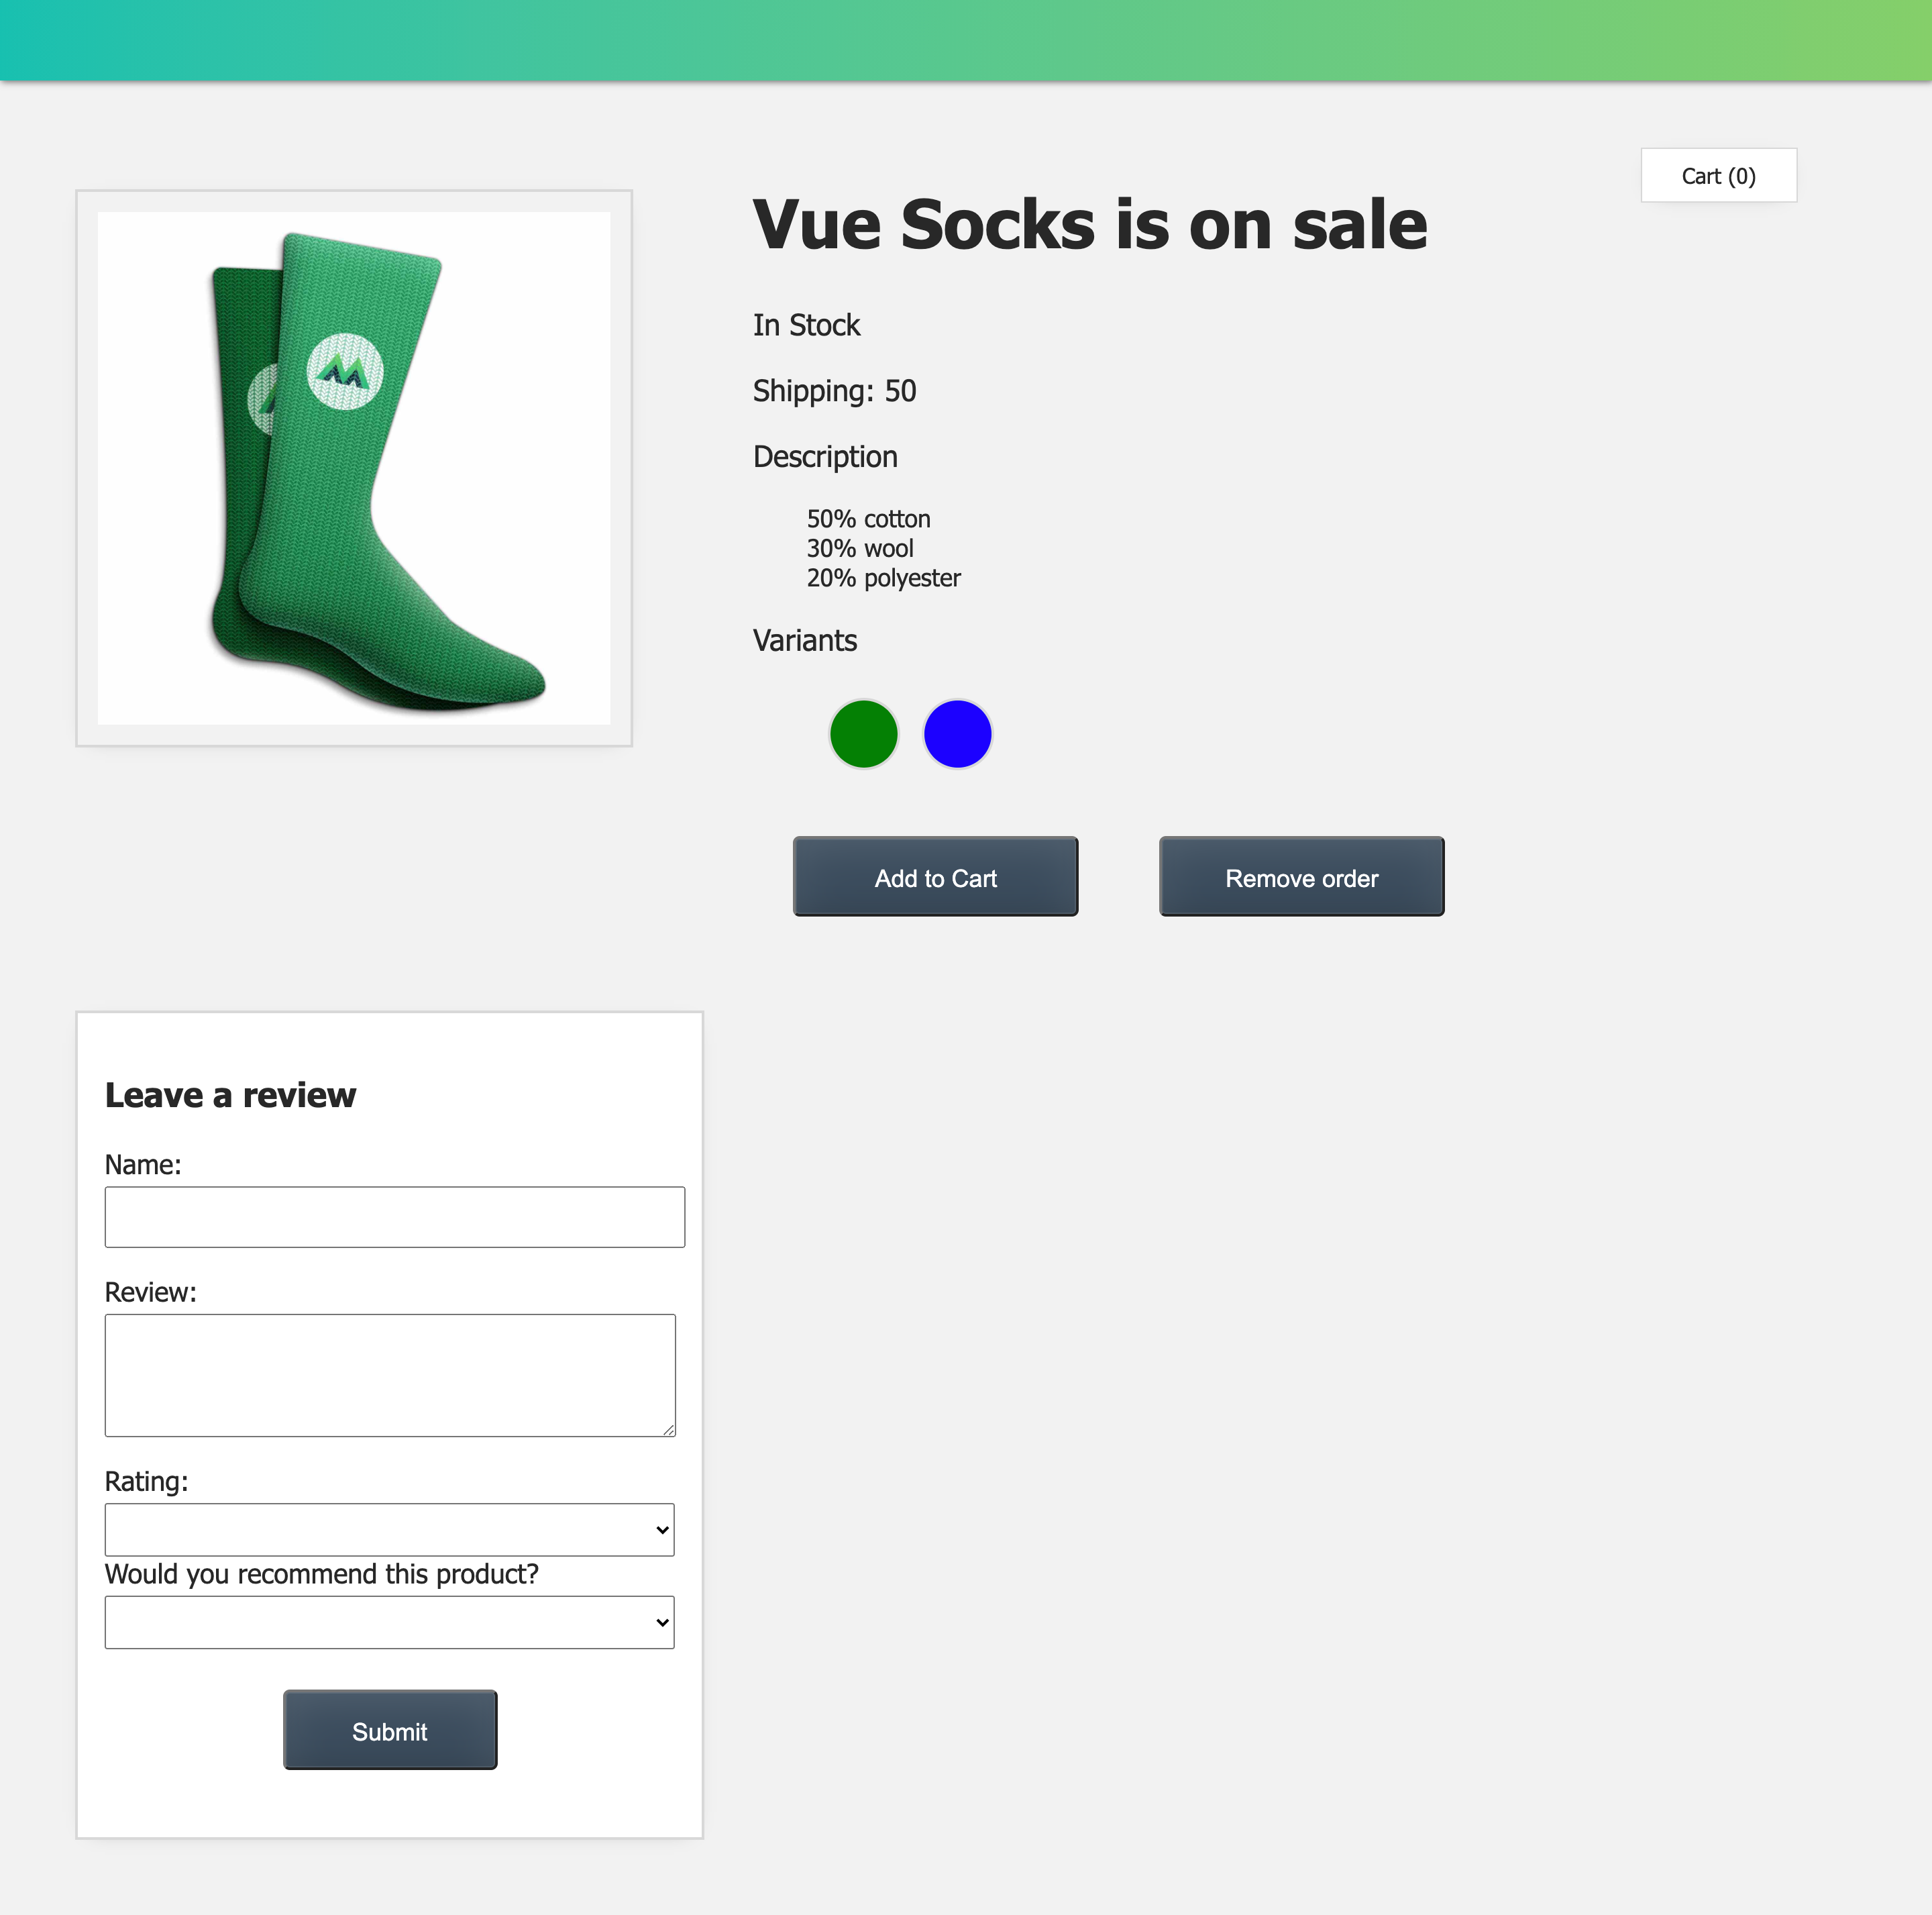 Cart (0)
Vue Socks is on sale
In Stock
Shipping: 50
Description
50% cotton
30% wool
20% polyester
Variants
Add to Cart
Remove order
Leave a review
Name:
Review:
Rating:
Would you recommend this product?
Submit